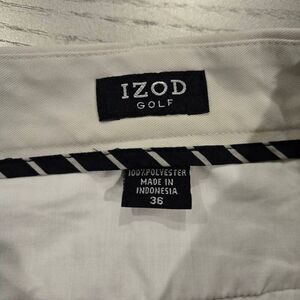 IZOD
GOLF
100%POLYESTER
MADE IN
INDONESIA
36